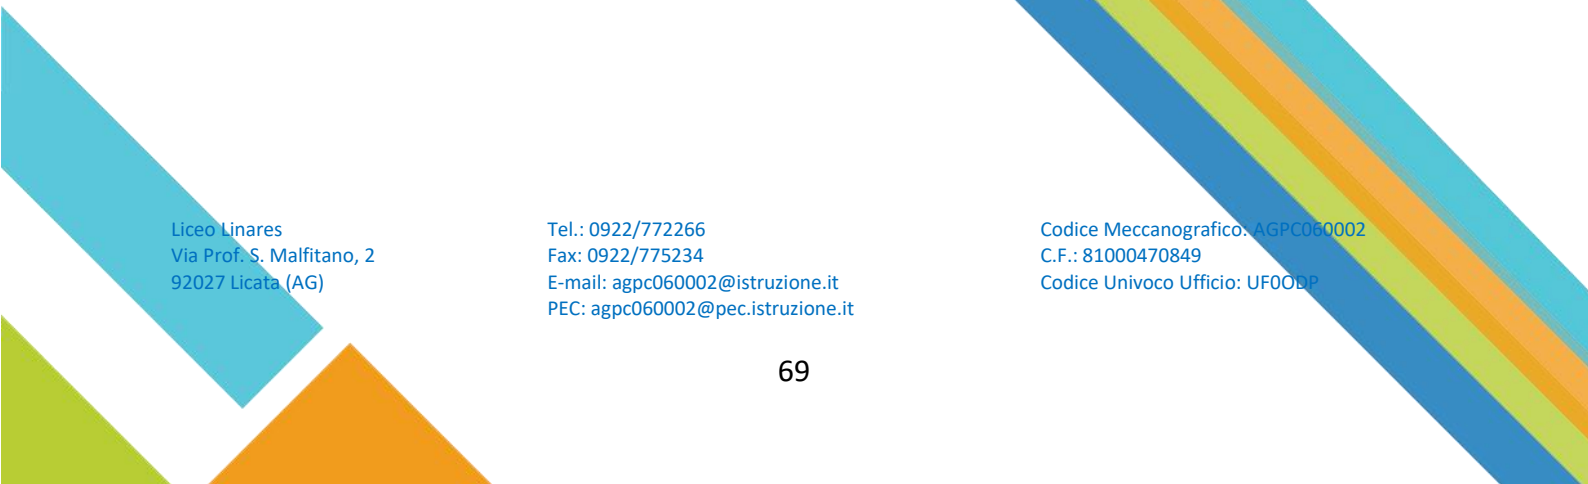 Liceo Linares
Via Prof. S. Malfitano, 2
92027 Licata (AG)
Tel.: 0922/772266
Fax: 0922/775234
E-mail: agpc060002@istruzione.it
PEC: agpc060002@pec.istruzione.it
Codice Meccanografico: AGPC060002
C.F.: 81000470849
Codice Univoco Ufficio: UF0ODP
69